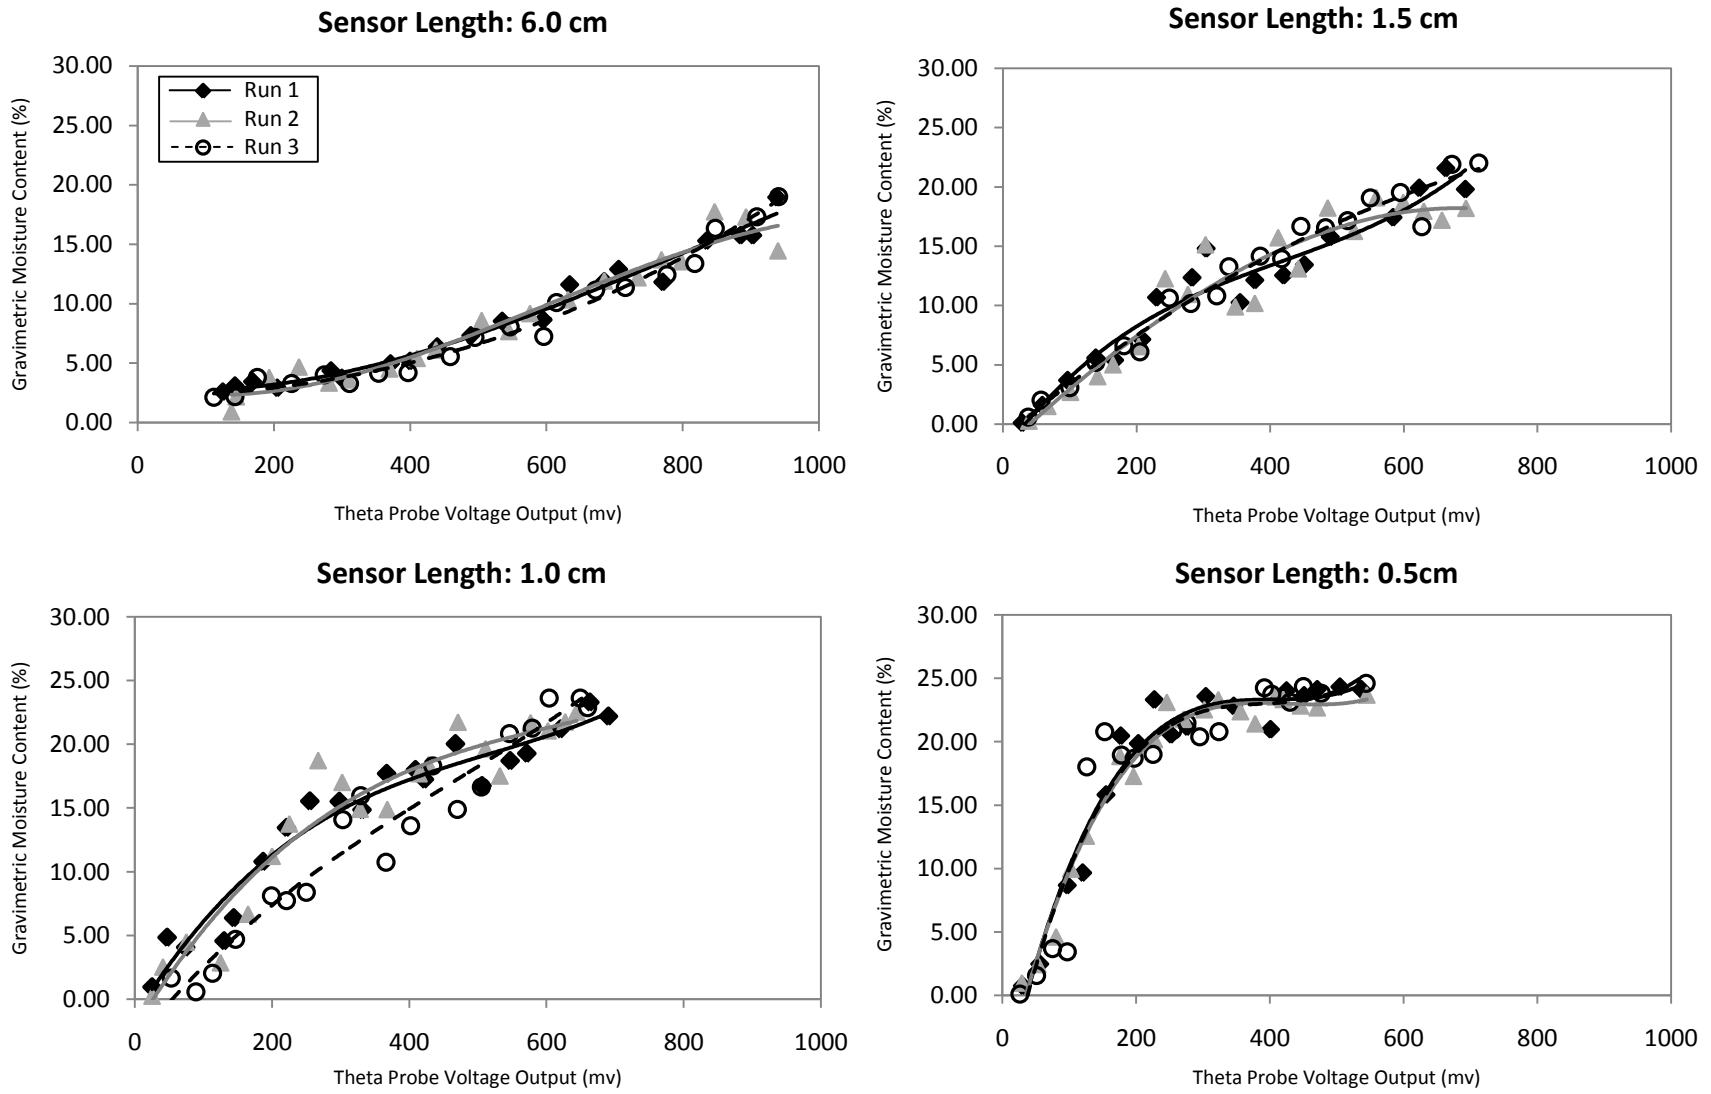 Sensor Length: 6.0 cm
Gravimetric Moisture Content (%)
30.00
25.00
20.00
15.00
10.00
5.00
0.00
Run 1
Run 2
Run 3
0 200 400 600 800 1000
Theta Probe Voltage Output (mv)
Sensor Length: 1.5 cm
Gravimetric Moisture Content (%)
30.00
25.00
20.00
15.00
10.00
5.00
0.00
0 200 400 600 800 1000
Theta Probe Voltage Output (mv)
Sensor Length: 1.0 cm
Gravimetric Moisture Content (%)
30.00
25.00
20.00
15.00
10.00
5.00
0.00
0 200 400 600 800 1000
Theta Probe Voltage Output (mv)
Sensor Length: 0.5cm
Gravimetric Moisture Content (%)
30.00
25.00
20.00
15.00
10.00
5.00
0.00
0 200 400 600 800 1000
Theta Probe Voltage Output (mv)